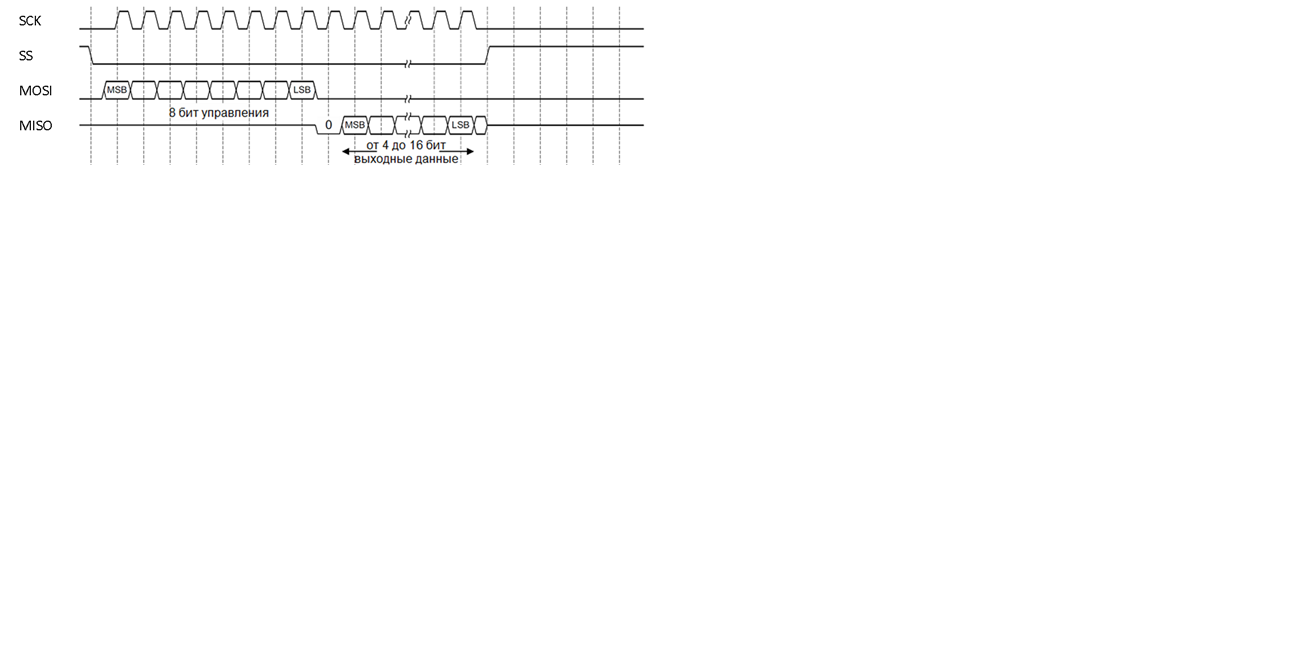 SCK
SS
MOSI
MSB LSB
8 бит управления
MISO
0 MSB LSB
от 4 до 16 бит
выходные данные